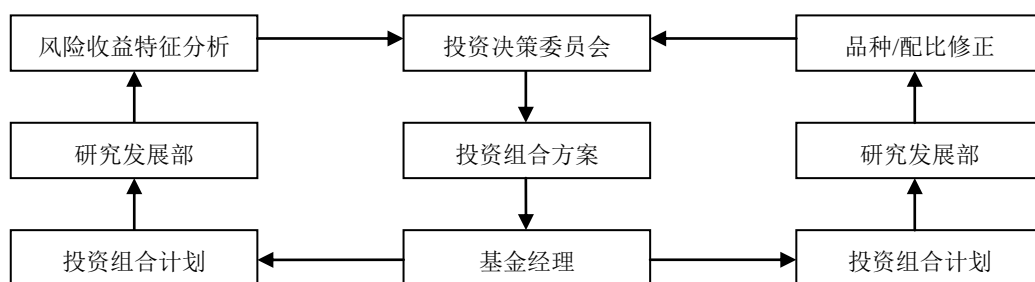 风险收益特征分析
投资决策委员会
品种/配比修正
研究发展部
投资组合方案
研究发展部
投资组合计划
基金经理
投资组合计划